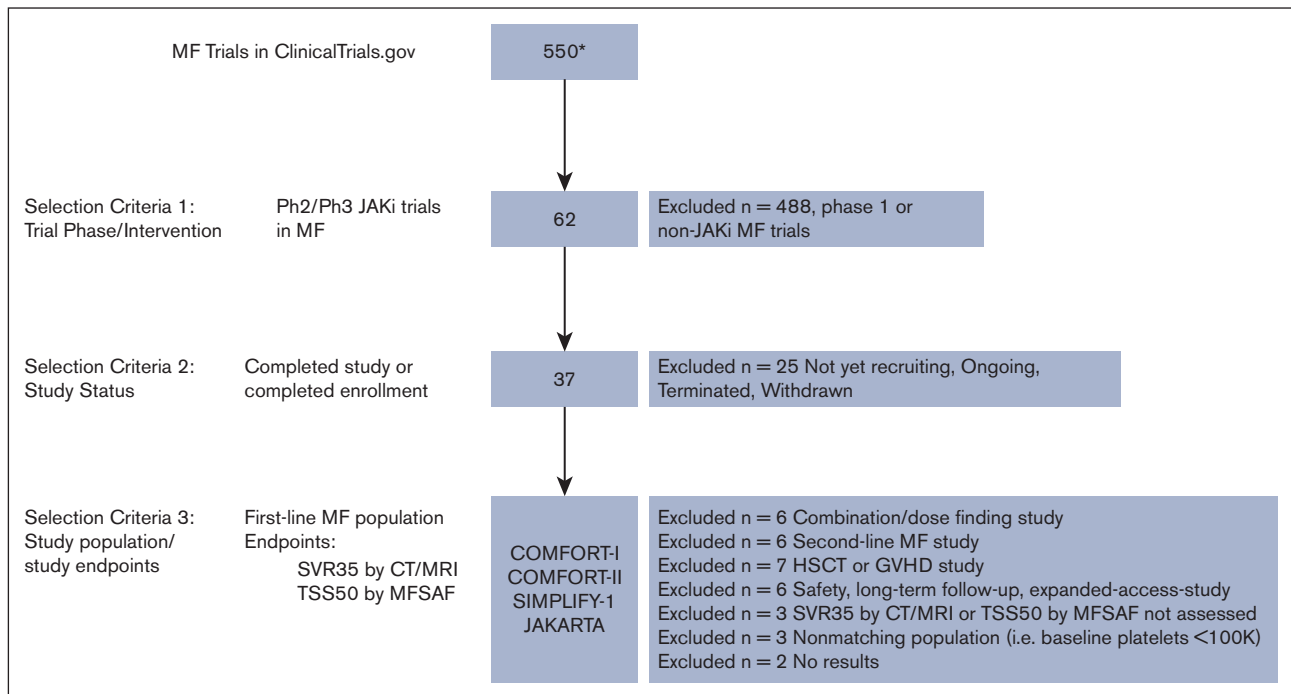 MF Trials in ClinicalTrials.gov
550*
Selection Criteria 1:
Trial Phase/Intervention
Ph2/Ph3 JAKi trials
in MF
62
Excluded n = 488, phase 1 or
non-JAKi MF trials
Selection Criteria 2:
Study Status
Completed study or
completed enrollment
37
Excluded n = 25 Not yet recruiting, Ongoing,
Terminated, Withdrawn
Selection Criteria 3:
Study population/
study endpoints
First-line MF population
Endpoints:
SVR35 by CT/MRI
TSS50 by MFSAF
COMFORT-I
COMFORT-II
SIMPLIFY-1
JAKARTA
Excluded n = 6 Combination/dose finding study
Excluded n = 6 Second-line MF study
Excluded n = 7 HSCT or GVHD study
Excluded n = 6 Safety, long-term follow-up, expanded-access-study
Excluded n = 3 SVR35 by CT/MRI or TSS50 by MFSAF not assessed
Excluded n = 3 Nonmatching population (i.e. baseline platelets <100K)
Excluded n = 2 No results